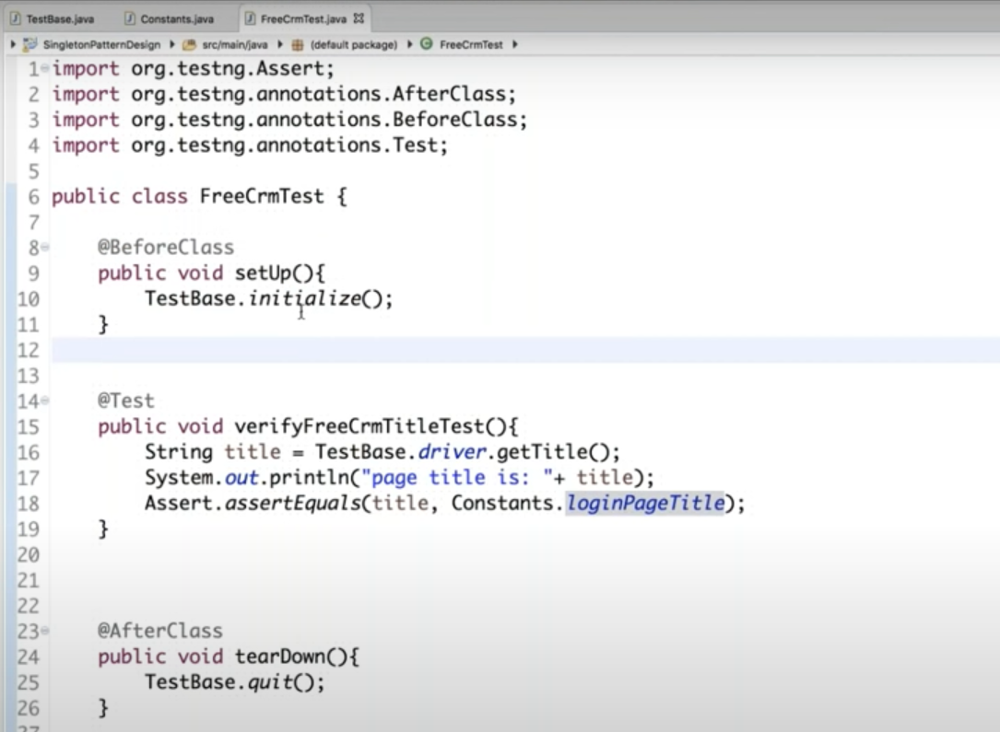 TestBase.java Constants.java FreeCrmTest.java
SingletonPatternDesign src/main/java (default package) FreeCrmTest
1 import org.testng.Assert;
2 import org.testng.annotations.AfterClass;
3 import org.testng.annotations.BeforeClass;
4 import org.testng.annotations.Test;
5
6 public class FreeCrmTest {
7
8 @BeforeClass
9 public void setUp(){
10 TestBase.initialize();
11 }
12
13
14 @Test
15 public void verifyFreeCrmTitleTest(){
16 String title = TestBase.driver.getTitle();
17 System.out.println("page title is: "+ title);
18 Assert.assertEquals(title, Constants.loginPageTitle);
19 }
20
21
22
23 @AfterClass
24 public void tearDown(){
25 TestBase.quit();
26 }